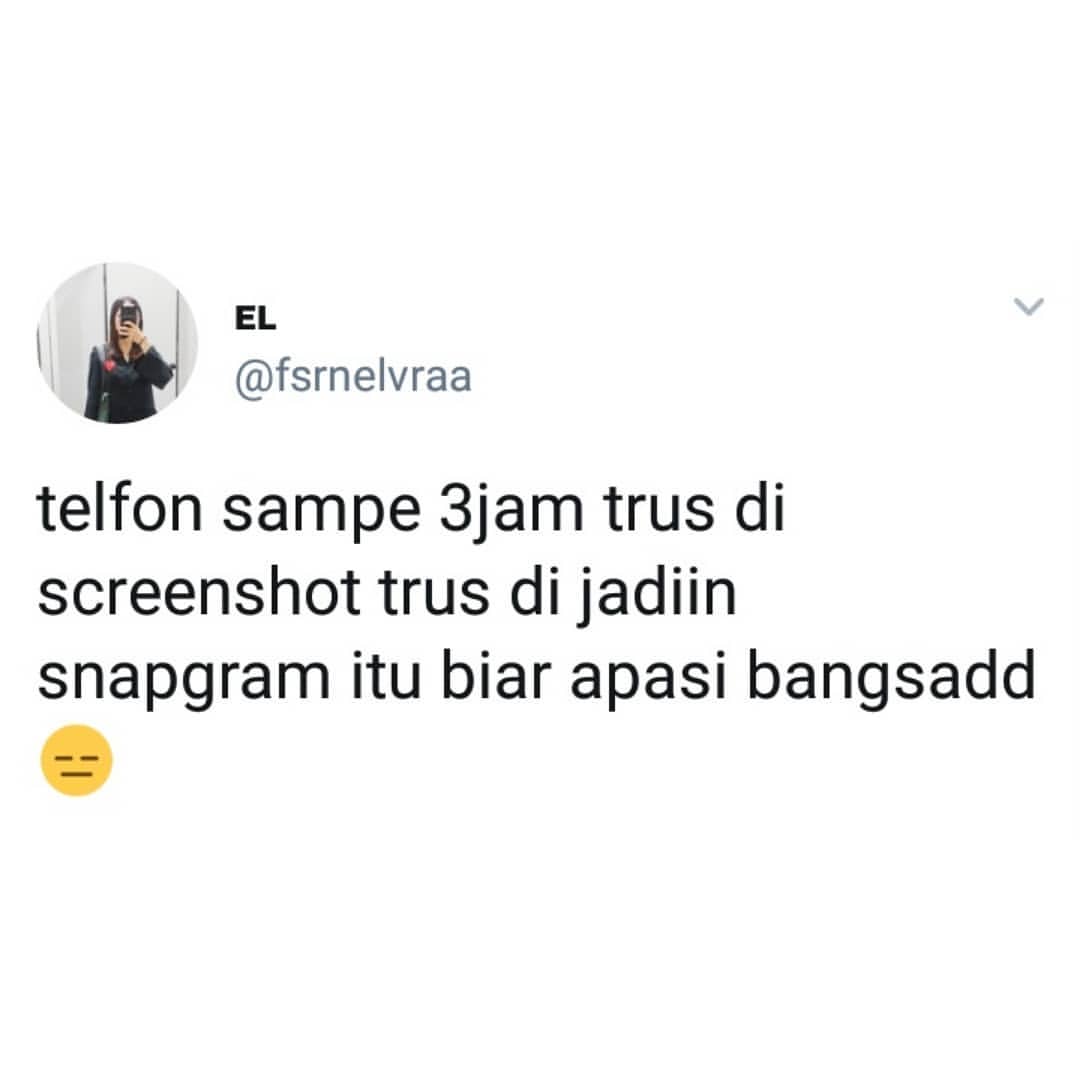 EL
@fsrnelvraa
telfon sampe 3jam trus di
screenshot trus di jadiin
snapgram itu biar apasi bangsadd
😑